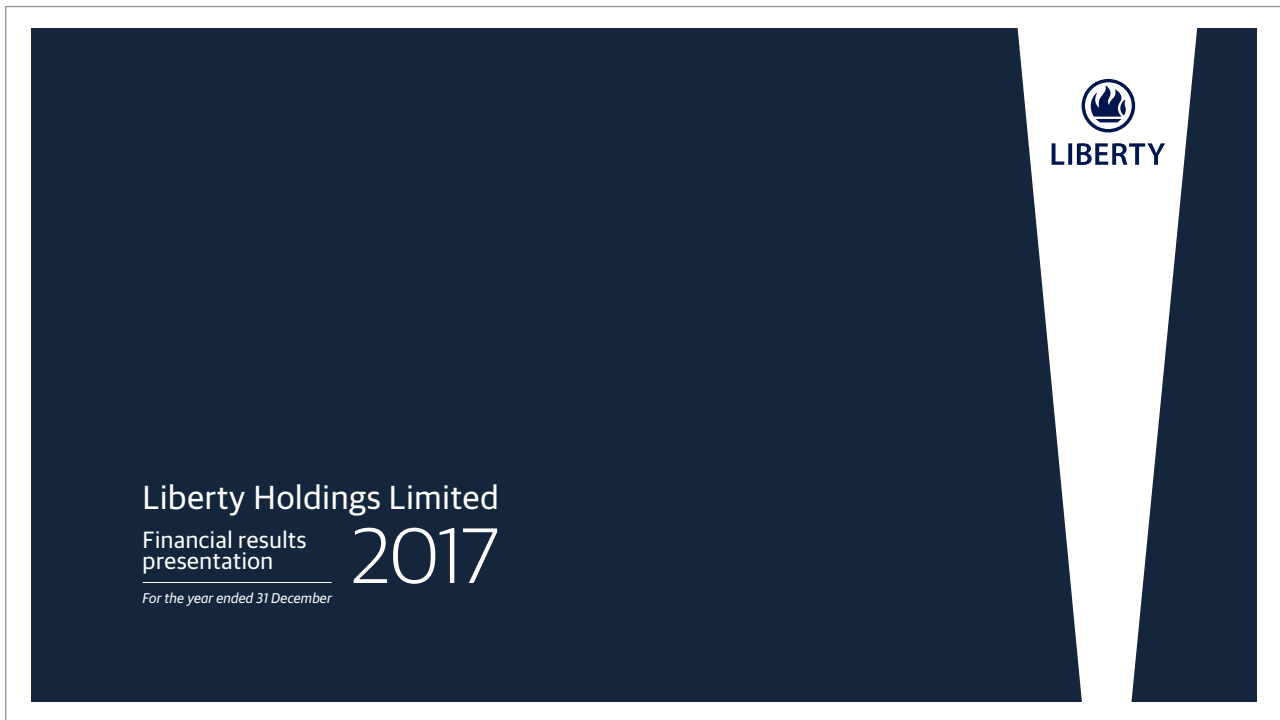 LIBERTY
Liberty Holdings Limited
Financial results
presentation
2017
For the year ended 31 December